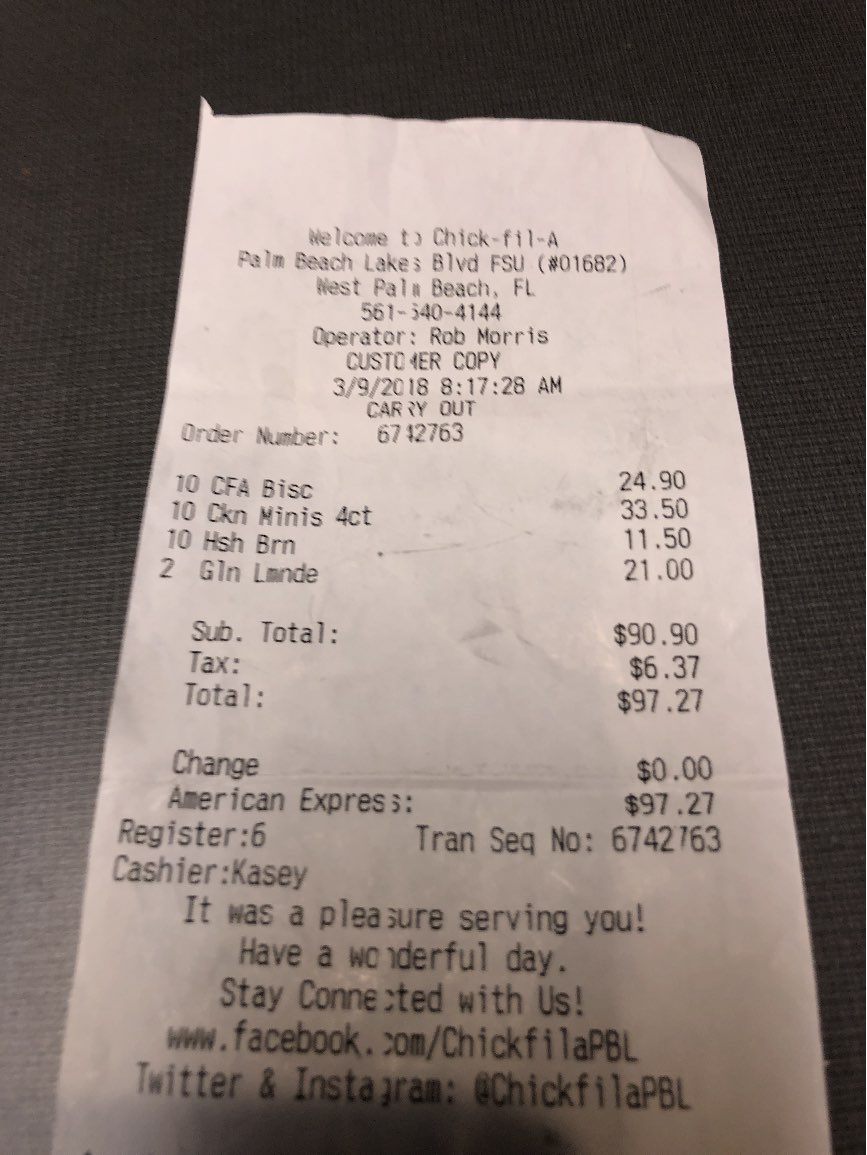 Welcome to Chick-fil-A
Palm Beach Lakes Blvd FSU (#01682)
West Palm Beach, FL
561-640-4144
Operator: Rob Morris
CUSTOMER COPY
3/9/2018 8:17:28 AM
CARRY OUT
Order Number: 6742763
10 CFA Bisc 24.90
10 Ckn Minis 4ct 33.50
10 Hsh Brn 11.50
2 Gln Lmnde 21.00
Sub. Total: $90.90
Tax: $6.37
Total: $97.27
Change $0.00
American Express: $97.27
Register:6 Tran Seq No: 6742763
Cashier:Kasey
It was a pleasure serving you!
Have a wonderful day.
Stay Connected with Us!
www.facebook.com/ChickfilaPBL
Twitter & Instagram: @ChickfilaPBL